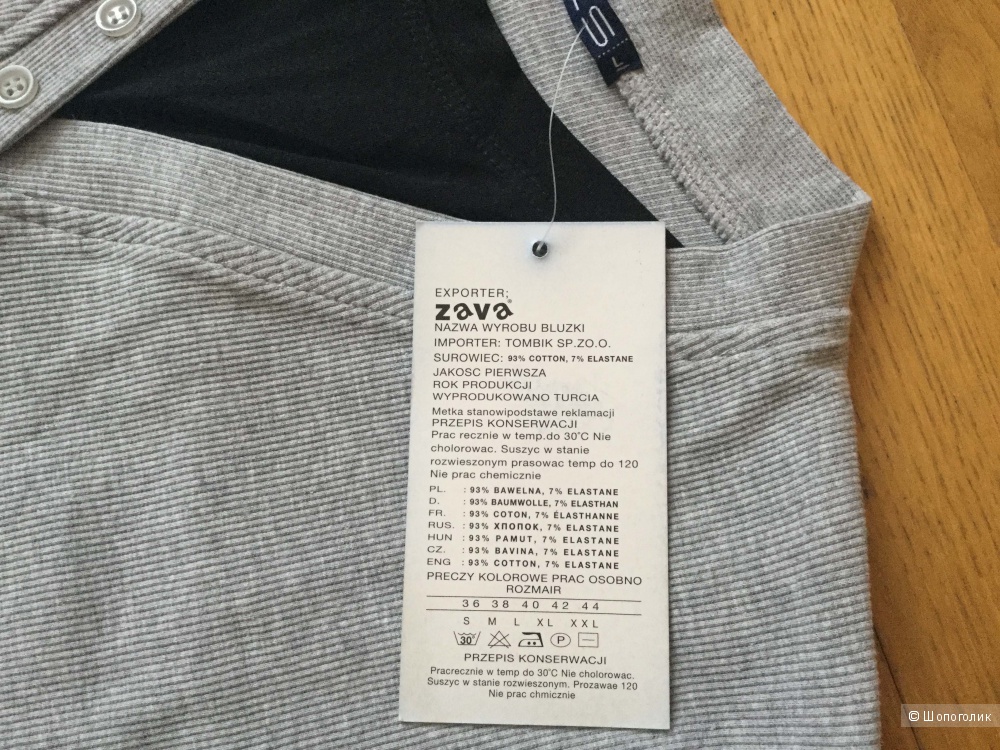 S
L
EXPORTER;
zava®
NAZWA WYROBU BLUZKI
IMPORTER: TOMBIK SP.ZO.O.
SUROWIEC: 93% COTTON, 7% ELASTANE
JAKOSC PIERWSZA
ROK PRODUKCJI
WYPRODUKOWANO TURCIA
Metka stanowipodstawe reklamacji
PRZEPIS KONSERWACJI
Prac recznie w temp.do 30°C Nie
cholorowac. Suszyc w stanie
rozwieszonym prasowac temp do 120
Nie prac chemicznie
PL. : 93% BAWELNA, 7% ELASTANE
D. : 93% BAUMWOLLE, 7% ELASTHAN
FR. : 93% COTON, 7% ÉLASTHANNE
RUS. : 93% ХПОПОК, 7% ELASTANE
HUN : 93% PAMUT, 7% ELASTANE
CZ. : 93% BAVINA, 7% ELASTANE
ENG : 93% COTTON, 7% ELASTANE
PRECZY KOLOROWE PRAC OSOBNO
ROZMAIR
36 38 40 42 44
S M L XL XXL
30° P
PRZEPIS KONSERWACJI
Pracrecznie w temp do 30°C Nie cholorowac.
Suszyc w stanie rozwieszonym. Prozawae 120
Nie prac chmicznie
© Шопоголик